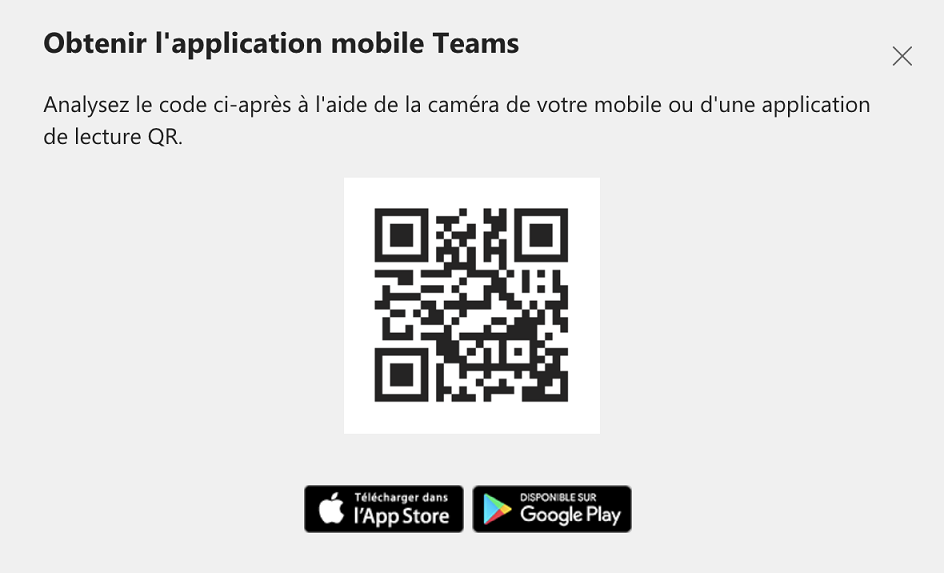 Obtenir l'application mobile Teams
Analysez le code ci-après à l'aide de la caméra de votre mobile ou d'une application
de lecture QR.
Télécharger dans
l'App Store
DISPONIBLE SUR
Google Play